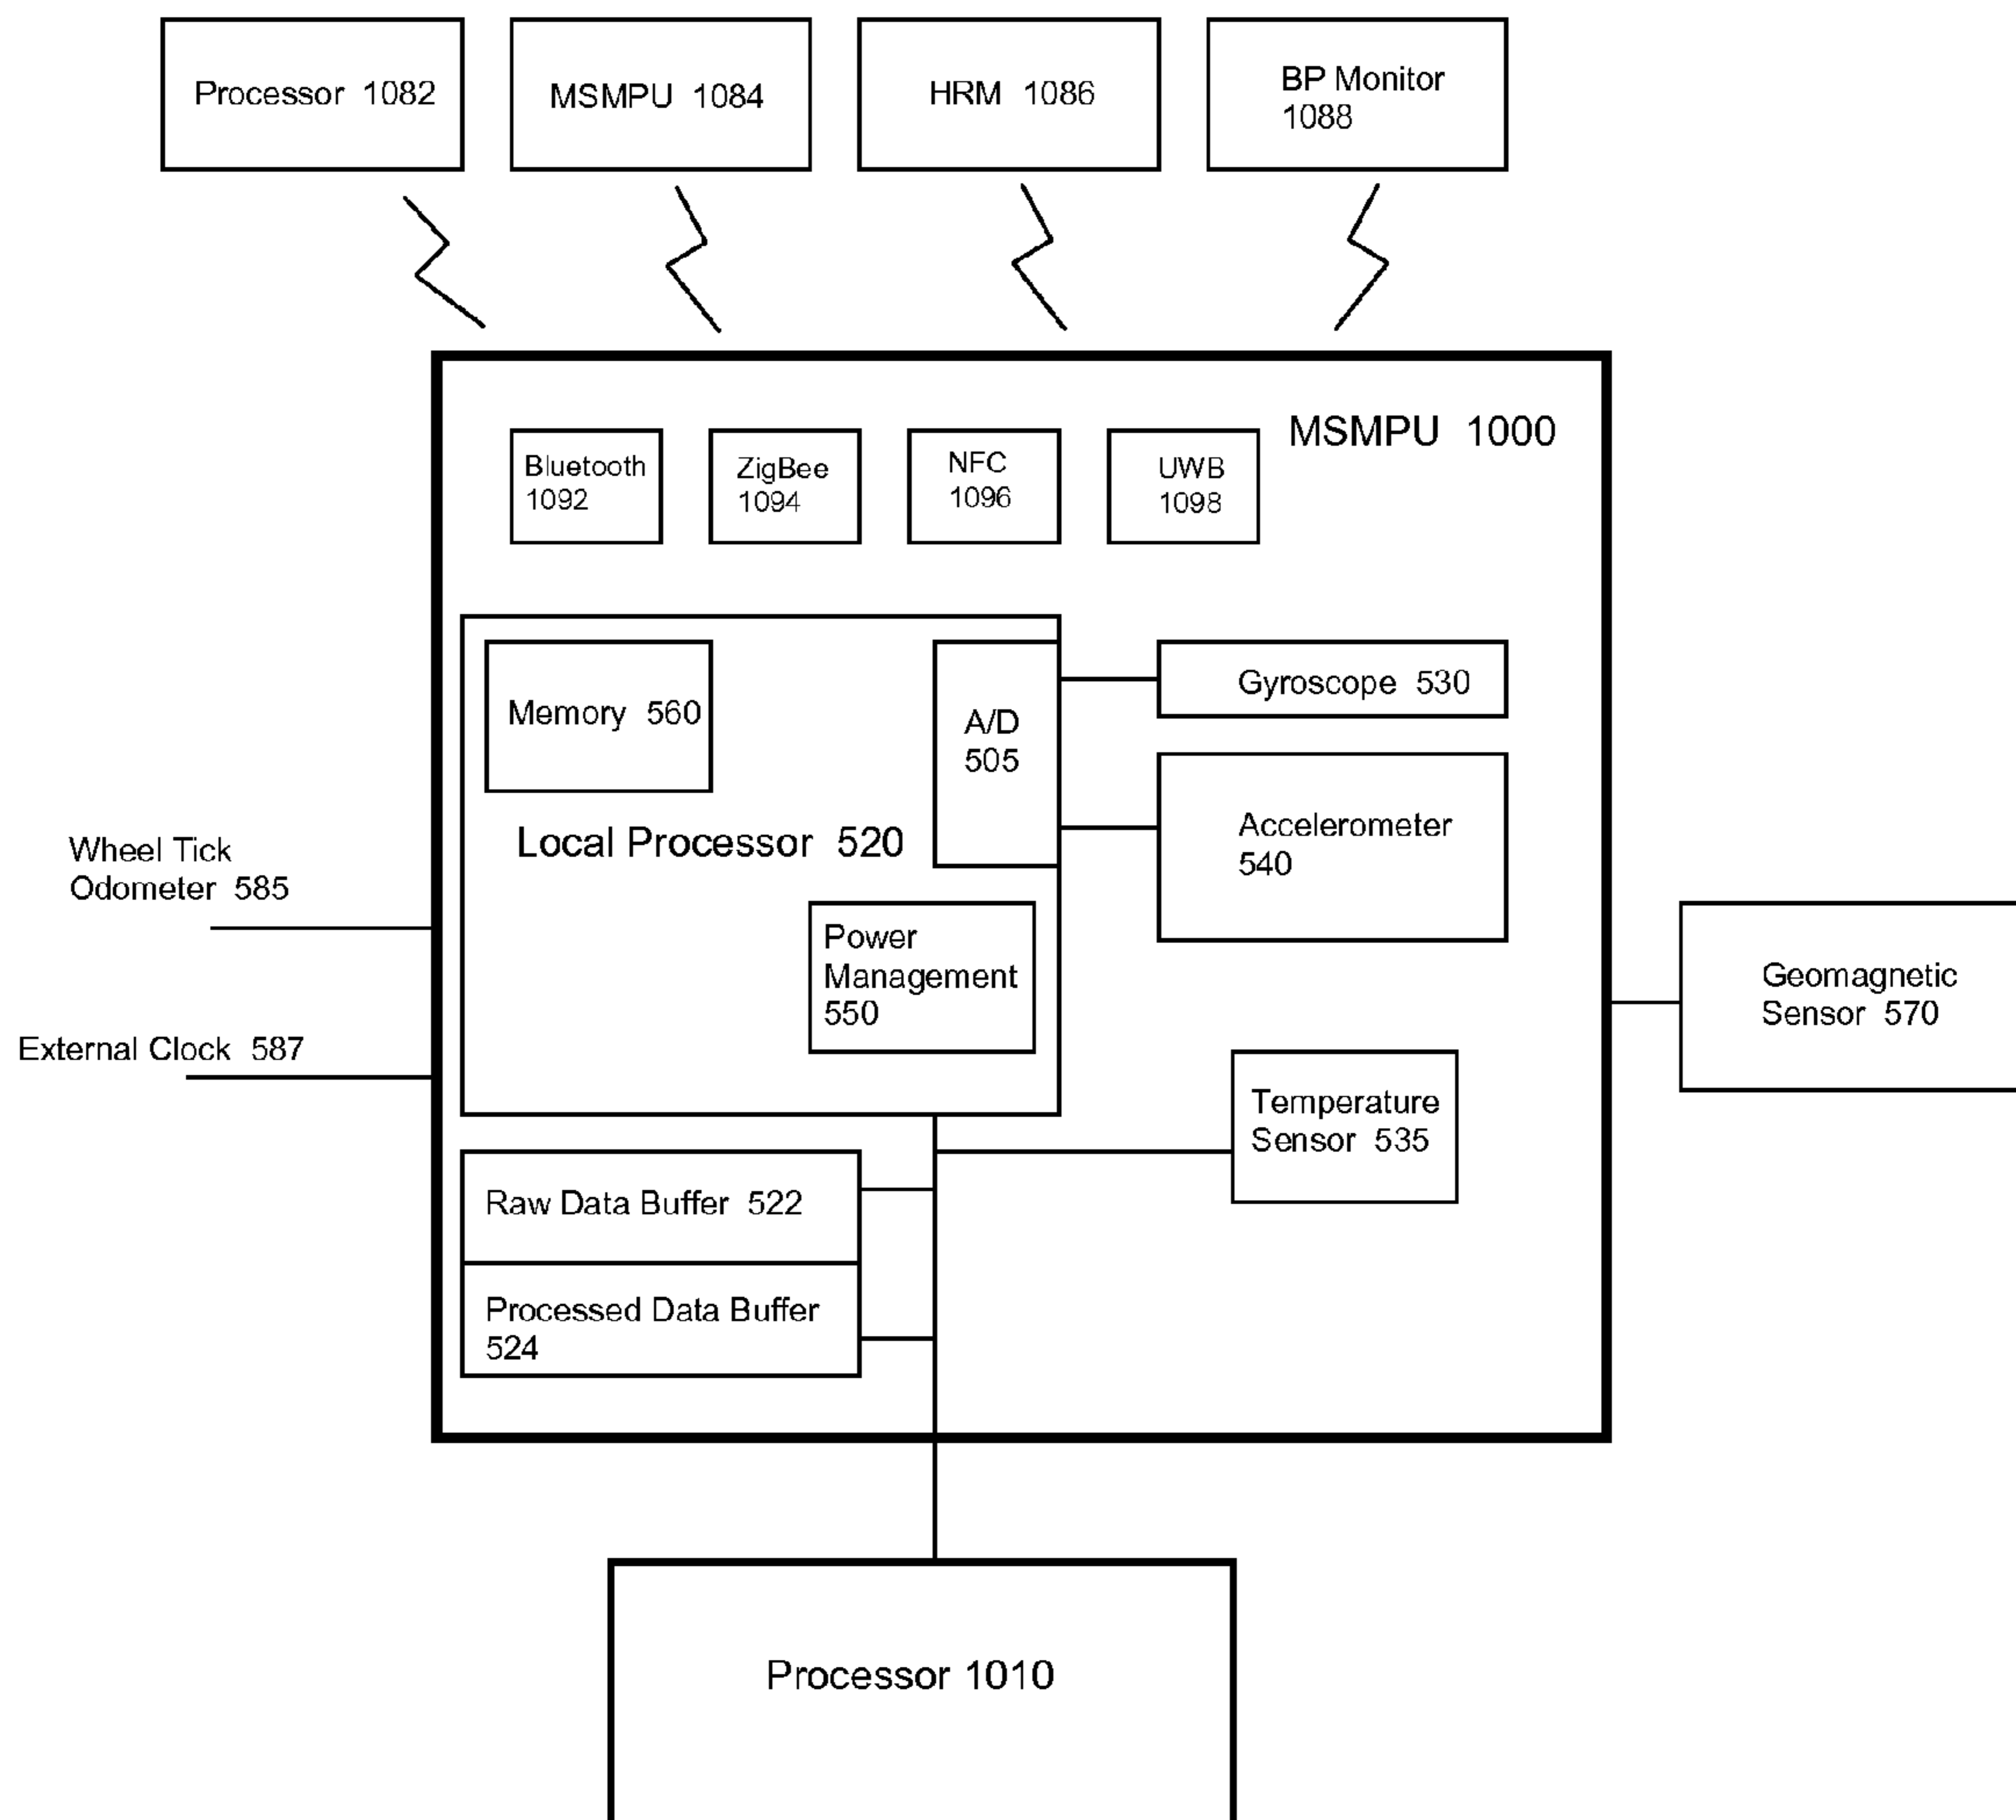 Processor 1082
MSMPU 1084
HRM 1086
BP Monitor
1088
MSMPU 1000
Bluetooth
1092
ZigBee
1094
NFC
1096
UWB
1098
Memory 560
A/D
505
Gyroscope 530
Local Processor 520
Accelerometer
540
Wheel Tick
Odometer 585
Power
Management
550
Geomagnetic
Sensor 570
External Clock 587
Temperature
Sensor 535
Raw Data Buffer 522
Processed Data Buffer
524
Processor 1010